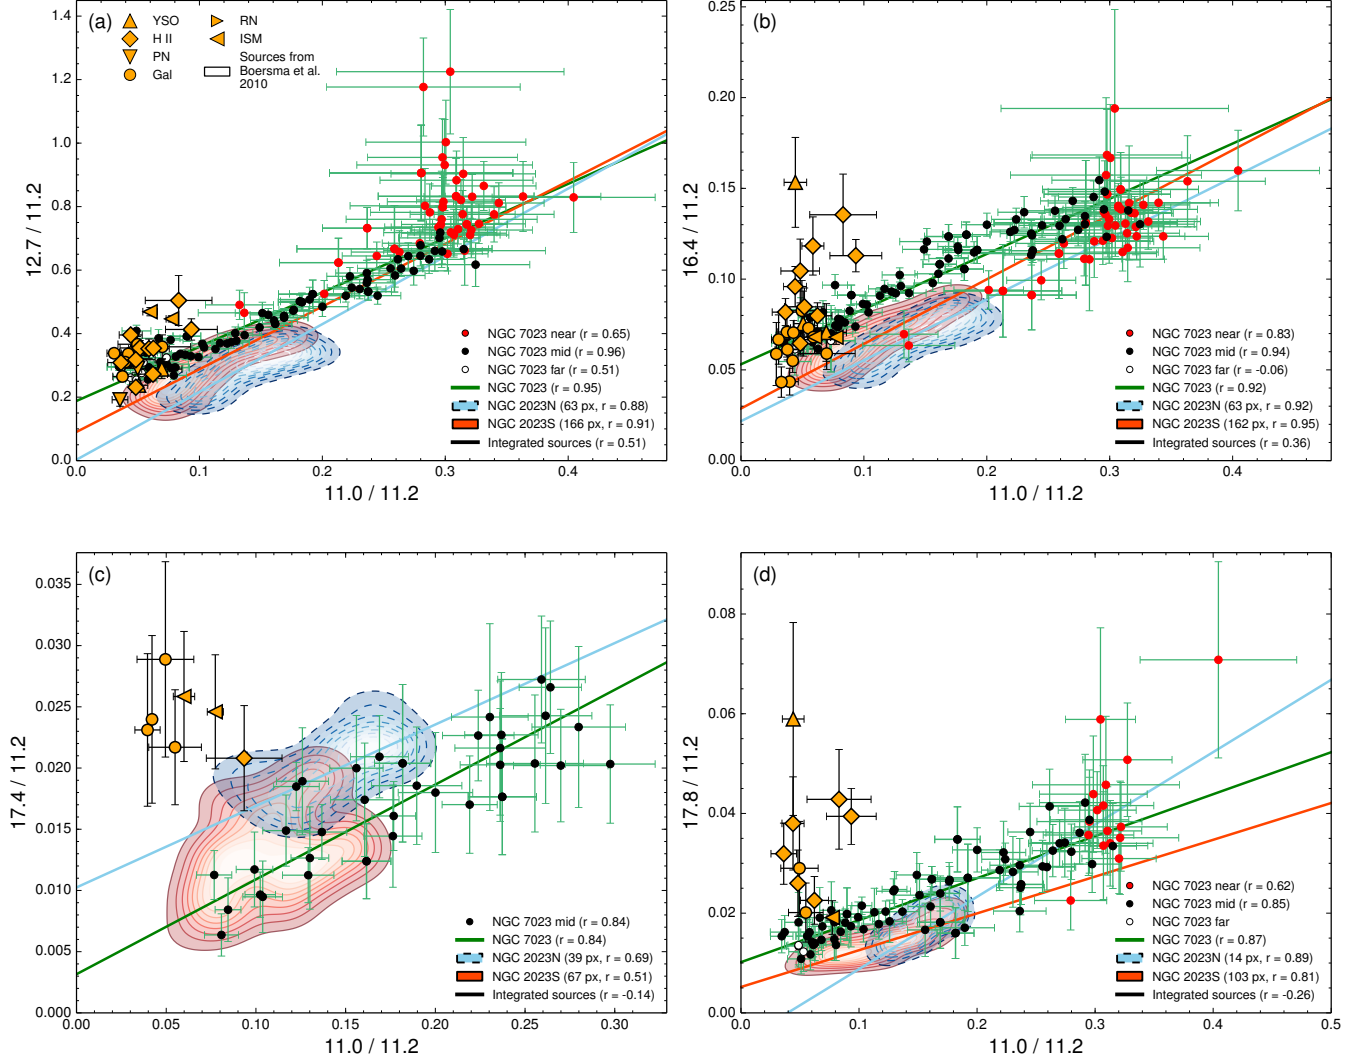 (a)
YSO
H II
PN
Gal
RN
ISM
Sources from
Boersma et al.
2010
1.4
1.2
1.0
0.8
0.6
0.4
0.2
0.0
12.7 / 11.2
NGC 7023 near (r = 0.65)
NGC 7023 mid (r = 0.96)
NGC 7023 far (r = 0.51)
NGC 7023 (r = 0.95)
NGC 2023N (63 px, r = 0.88)
NGC 2023S (166 px, r = 0.91)
Integrated sources (r = 0.51)
0.0 0.1 0.2 0.3 0.4
11.0 / 11.2
(b)
0.25
0.20
0.15
0.10
0.05
0.00
16.4 / 11.2
NGC 7023 near (r = 0.83)
NGC 7023 mid (r = 0.94)
NGC 7023 far (r = -0.06)
NGC 7023 (r = 0.92)
NGC 2023N (63 px, r = 0.92)
NGC 2023S (162 px, r = 0.95)
Integrated sources (r = 0.36)
0.0 0.1 0.2 0.3 0.4
11.0 / 11.2
(c)
0.035
0.030
0.025
0.020
0.015
0.010
0.005
0.000
17.4 / 11.2
NGC 7023 mid (r = 0.84)
NGC 7023 (r = 0.84)
NGC 2023N (39 px, r = 0.69)
NGC 2023S (67 px, r = 0.51)
Integrated sources (r = -0.14)
0.00 0.05 0.10 0.15 0.20 0.25 0.30
11.0 / 11.2
(d)
0.08
0.06
0.04
0.02
0.00
17.8 / 11.2
NGC 7023 near (r = 0.62)
NGC 7023 mid (r = 0.85)
NGC 7023 far
NGC 7023 (r = 0.87)
NGC 2023N (14 px, r = 0.89)
NGC 2023S (103 px, r = 0.81)
Integrated sources (r = -0.26)
0.0 0.1 0.2 0.3 0.4 0.5
11.0 / 11.2